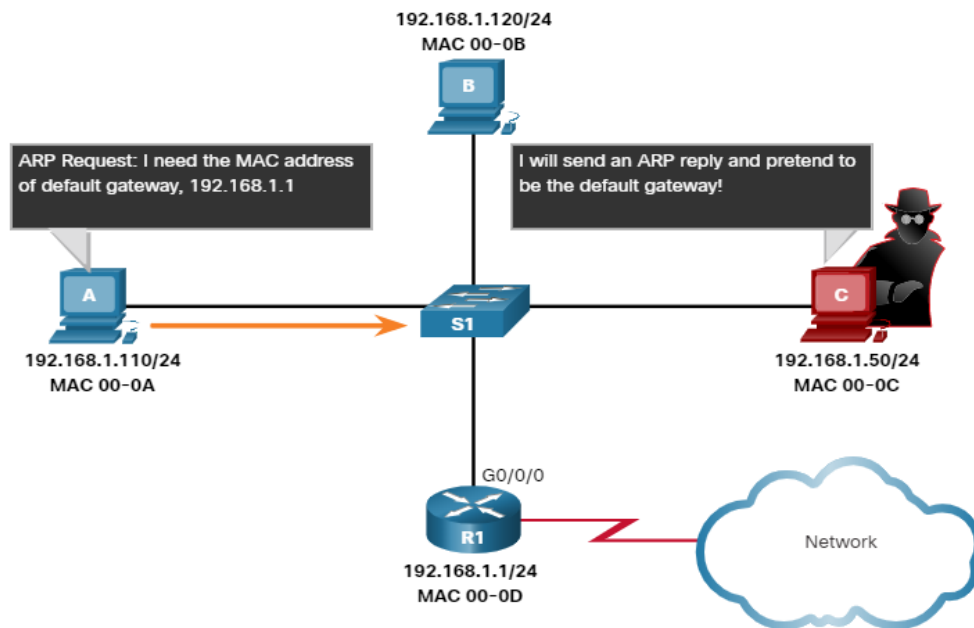 192.168.1.120/24
MAC 00-0B
B
ARP Request: I need the MAC address
of default gateway, 192.168.1.1
I will send an ARP reply and pretend to
be the default gateway!
A
S1
C
192.168.1.110/24
MAC 00-0A
192.168.1.50/24
MAC 00-0C
G0/0/0
R1
Network
192.168.1.1/24
MAC 00-0D